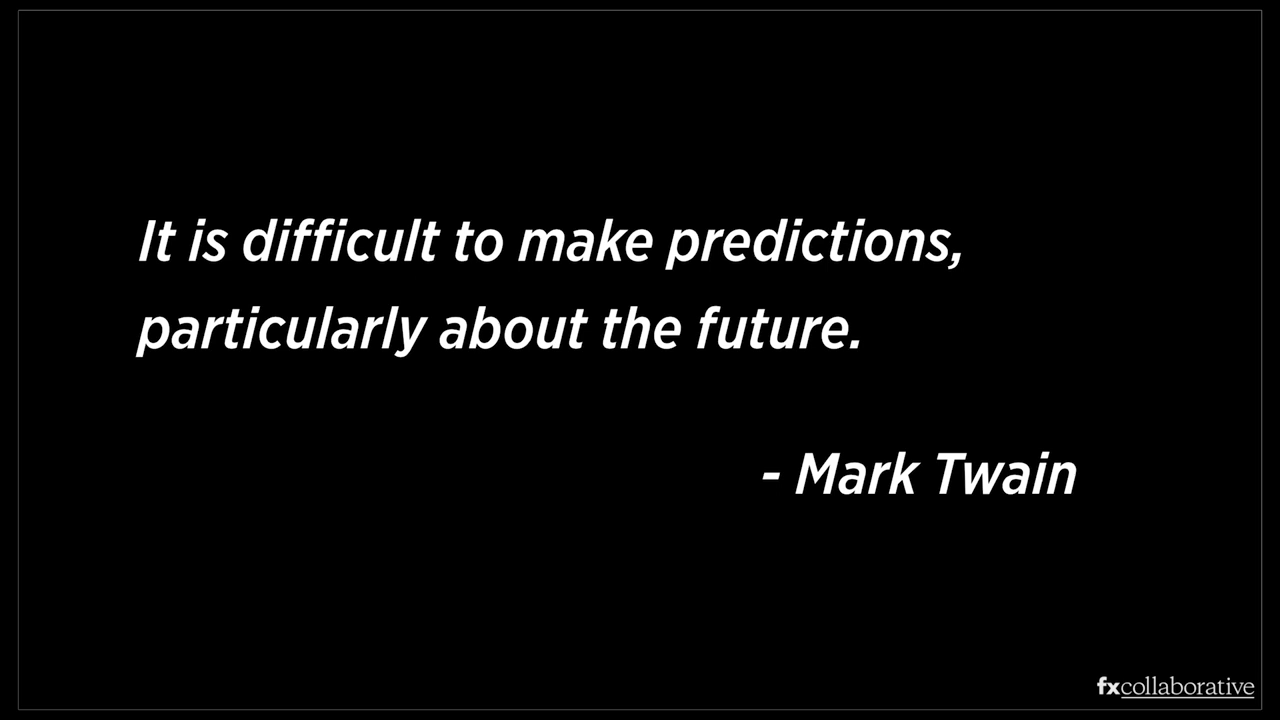 It is difficult to make predictions,
particularly about the future.
- Mark Twain
fxcollaborative